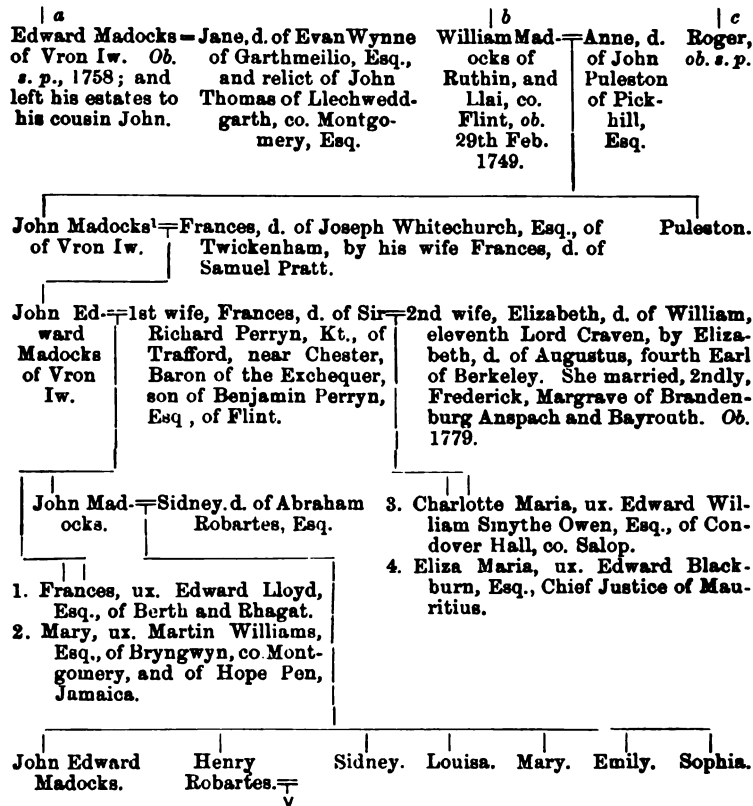 a
Edward Madocks = Jane, d. of Evan Wynne
of Vron Iw. Ob. of Garthmeilio, Esq.,
s. p., 1758; and and relict of John
left his estates to Thomas of Llechwedd-
his cousin John. garth, co. Montgo-
mery, Esq.
b
William Mad-
ocks of
Ruthin, and
Llai, co.
Flint, ob.
29th Feb.
1749.
Anne, d.
of John
Puleston
of Pick-
hill,
Esq.
c
Roger,
ob. s. p.
John Madocks¹ Frances, d. of Joseph Whitechurch, Esq., of Puleston.
of Vron Iw. Twickenham, by his wife Frances, d. of
Samuel Pratt.
John Ed-
ward
Madocks
of Vron
Iw.
1st wife, Frances, d. of Sir
Richard Perryn, Kt., of
Trafford, near Chester,
Baron of the Exchequer,
son of Benjamin Perryn,
Esq , of Flint.
2nd wife, Elizabeth, d. of William,
eleventh Lord Craven, by Eliza-
beth, d. of Augustus, fourth Earl
of Berkeley. She married, 2ndly,
Frederick, Margrave of Branden-
burg Anspach and Bayrouth. Ob.
1779.
John Mad- Sidney. d. of Abraham
ocks. Robartes, Esq.
3. Charlotte Maria, ux. Edward Wil-
liam Smythe Owen, Esq., of Con-
dover Hall, co. Salop.
4. Eliza Maria, ux. Edward Black-
burn, Esq., Chief Justice of Mau-
ritius.
1. Frances, ux. Edward Lloyd,
Esq., of Berth and Rhagat.
2. Mary, ux. Martin Williams,
Esq., of Bryngwyn, co. Mont-
gomery, and of Hope Pen,
Jamaica.
John Edward Henry Sidney. Louisa. Mary. Emily. Sophia.
Madocks. Robartes.